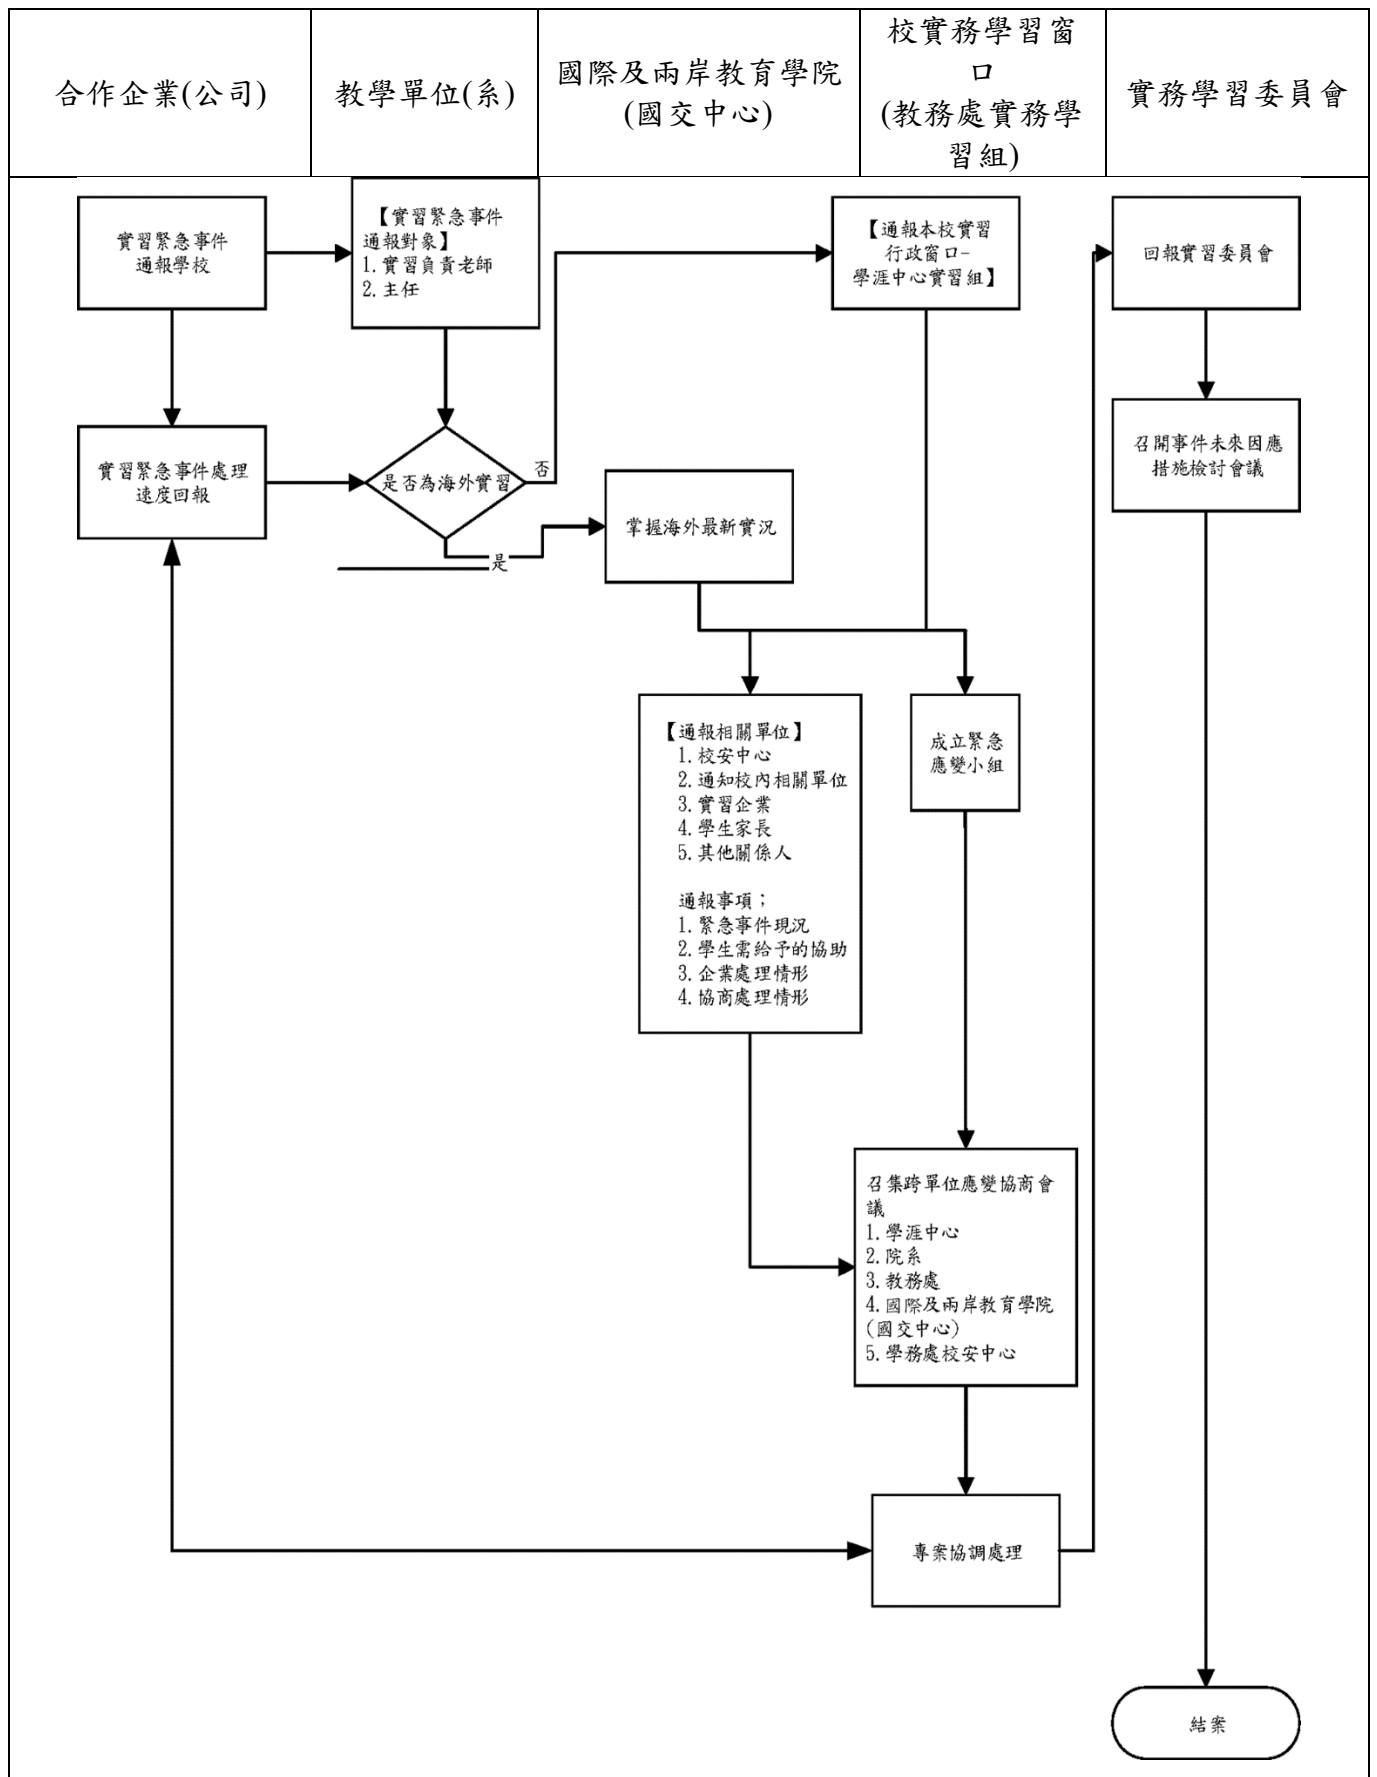 合作企業(公司)
教學單位(系)
國際及兩岸教育學院
(國交中心)
校實務學習窗
口
(教務處實務學
習組)
實務學習委員會
實習緊急事件
通報學校
【實習緊急事件
通報對象】
1.實習負責老師
2.主任
【通報本校實習
行政窗口-
學涯中心實習組】
回報實習委員會
實習緊急事件處理
速度回報
是否為海外實習
否
是
掌握海外最新實況
召開事件未來因應
措施檢討會議
【通報相關單位】
1.校安中心
2.通知校內相關單位
3.實習企業
4.學生家長
5.其他關係人
通報事項；
1.緊急事件現況
2.學生需給予的協助
3.企業處理情形
4.協商處理情形
成立緊急
應變小組
召集跨單位應變協商會
議
1.學涯中心
2.院系
3.教務處
4.國際及兩岸教育學院
(國交中心)
5.學務處校安中心
專案協調處理
結案